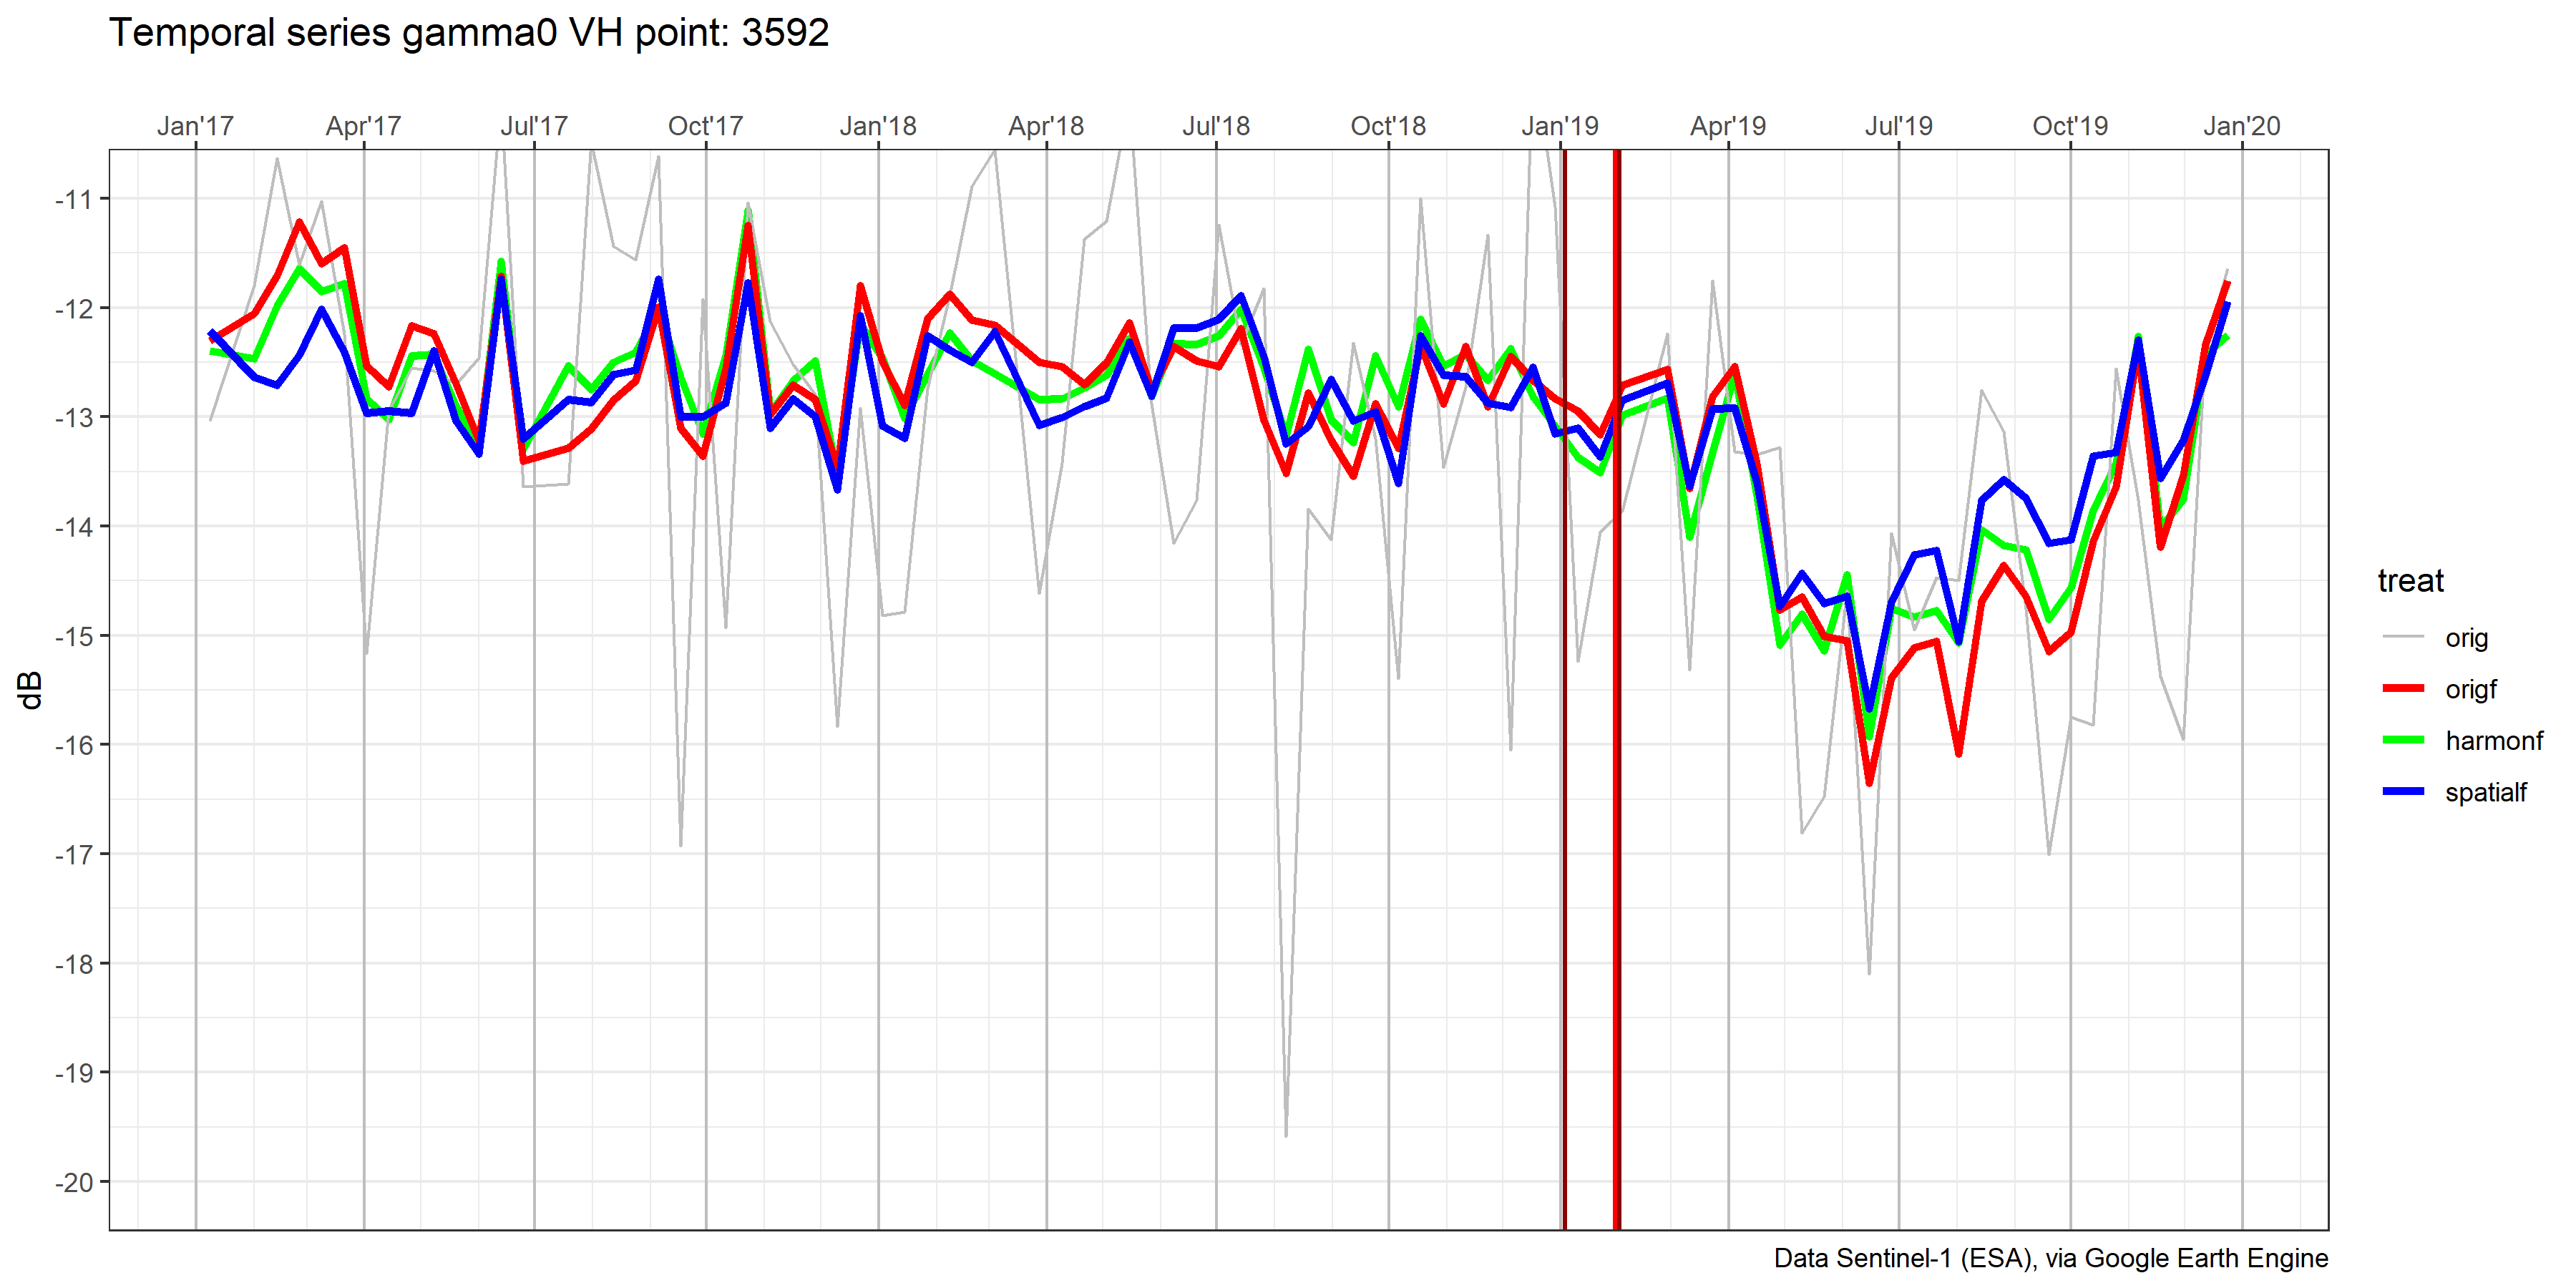 Temporal series gamma0 VH point: 3592
Jan'17 Apr'17 Jul'17 Oct'17 Jan'18 Apr'18 Jul'18 Oct'18 Jan'19 Apr'19 Jul'19 Oct'19 Jan'20
-11
-12
-13
-14
-15
-16
-17
-18
-19
-20
dB
treat
orig
origf
harmonf
spatialf
Data Sentinel-1 (ESA), via Google Earth Engine